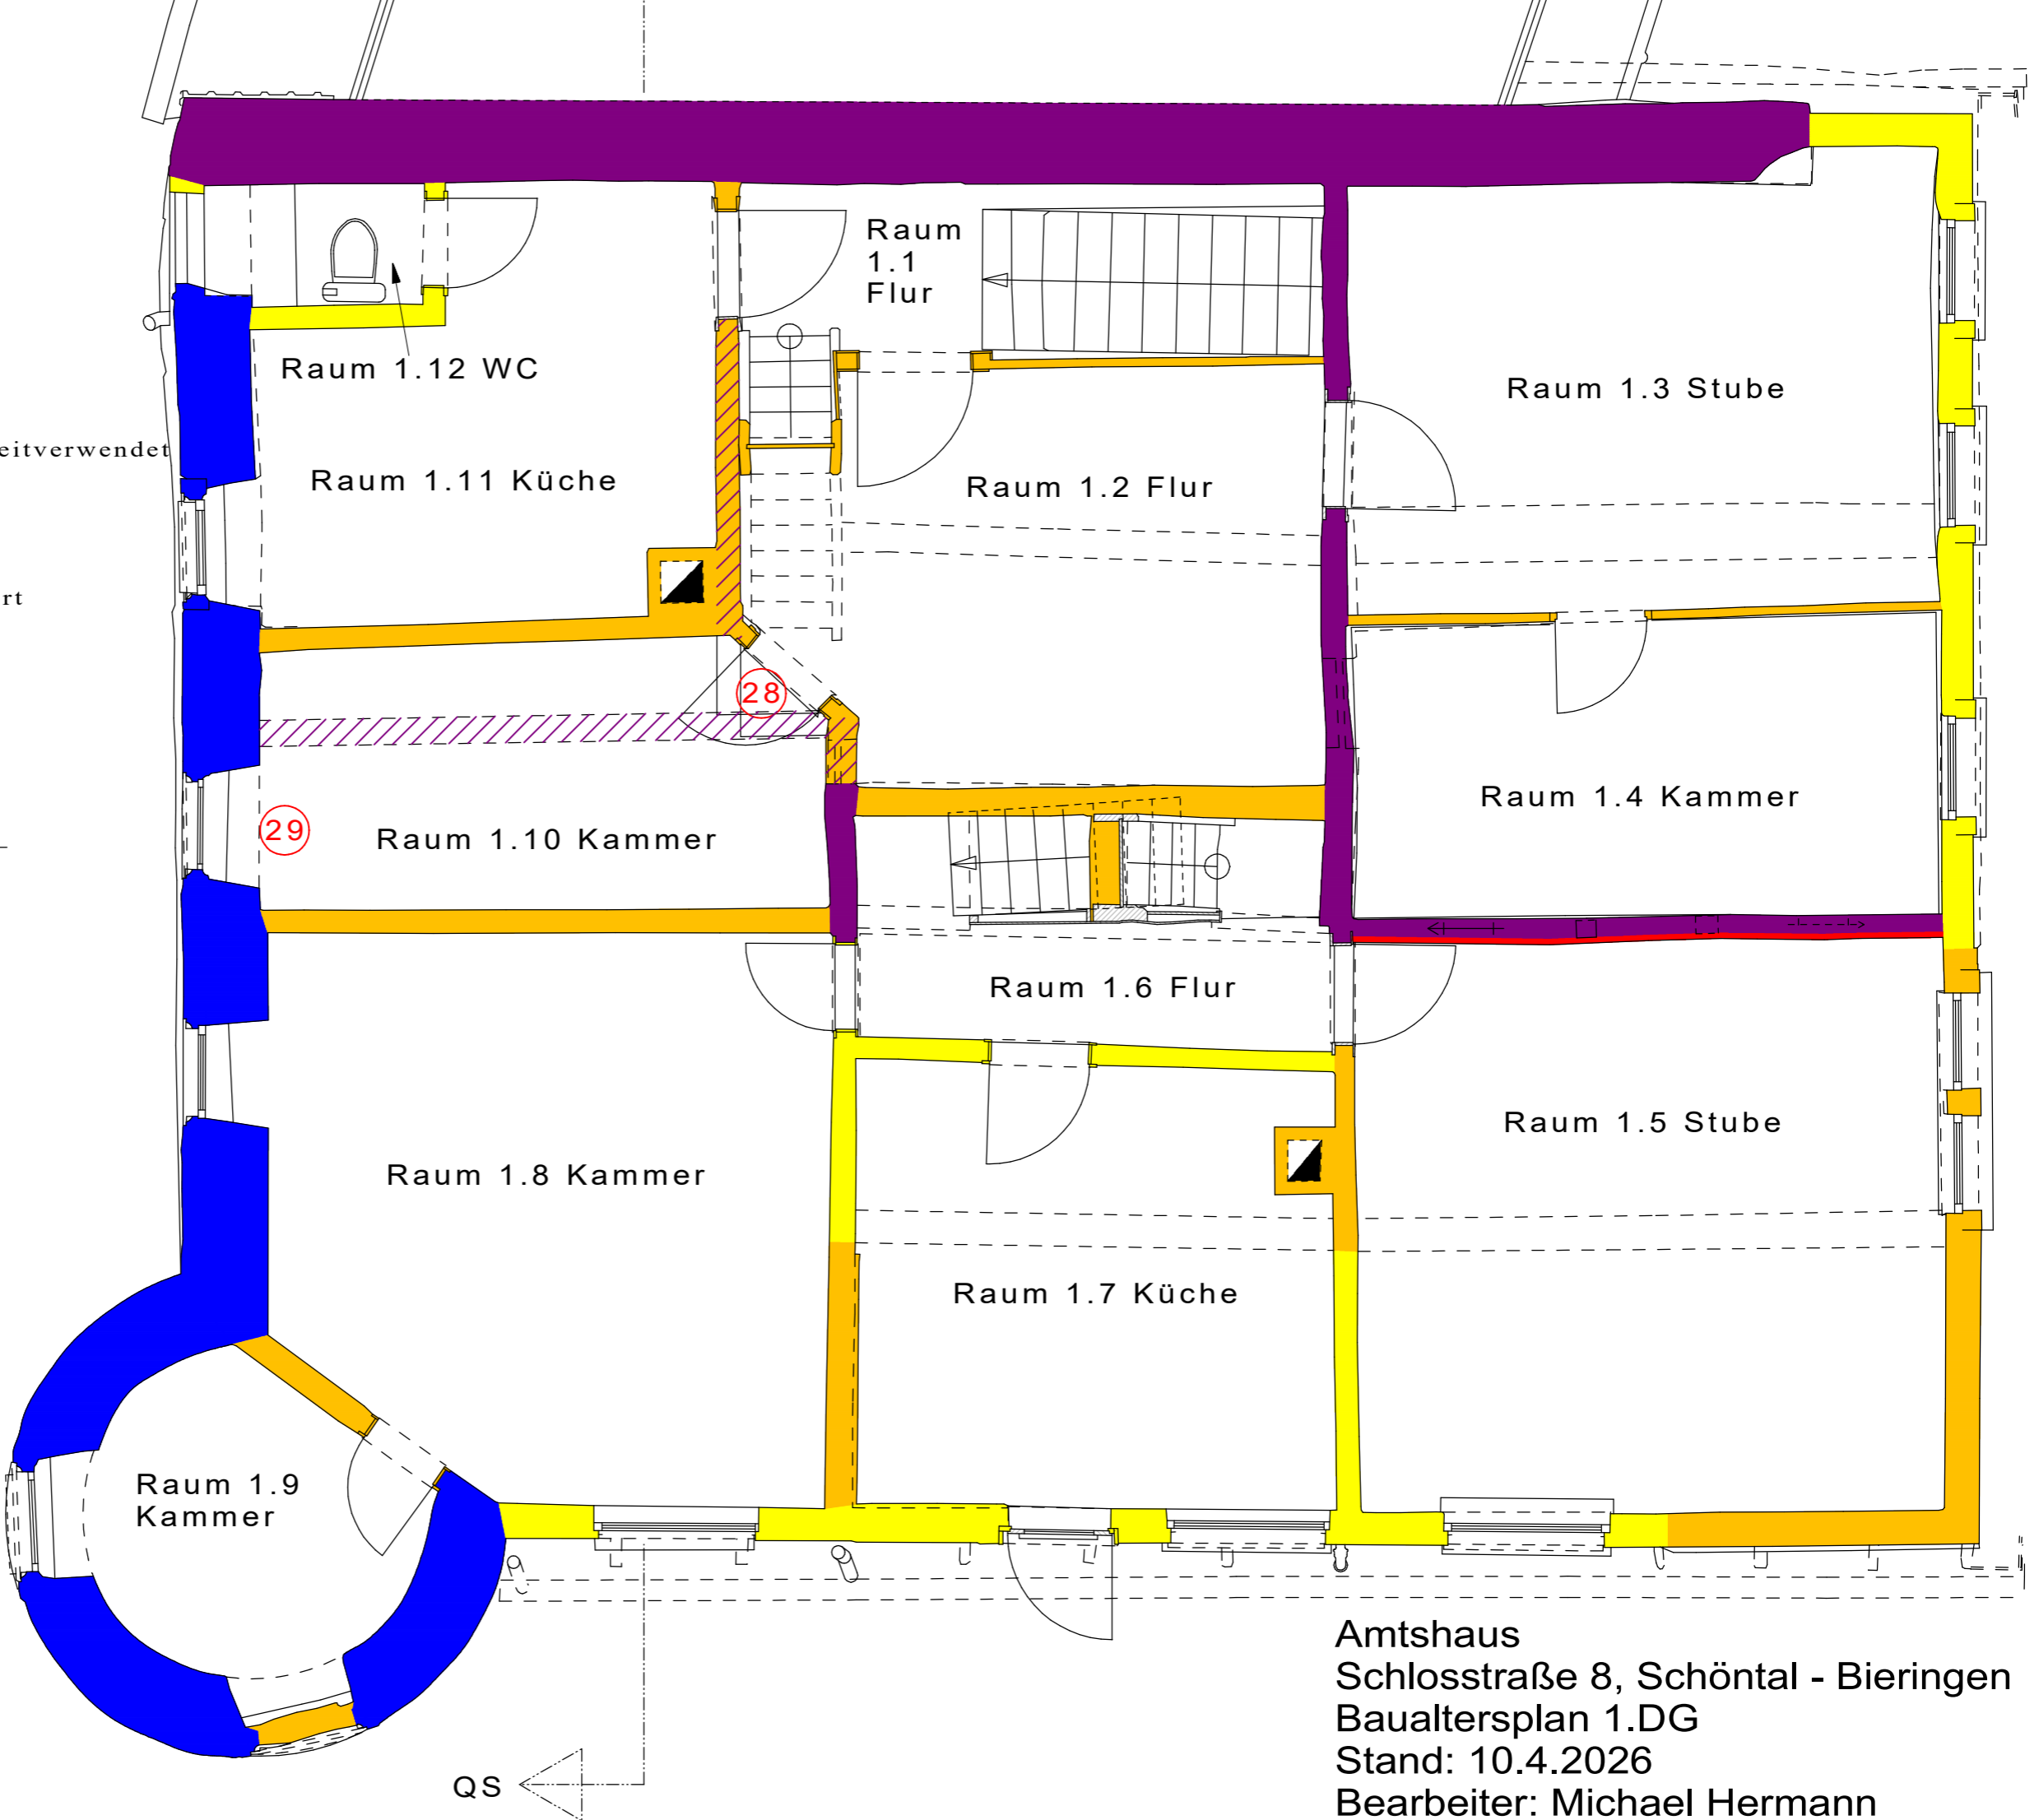 Raum
1.1
Flur
Raum 1.12 WC
Raum 1.3 Stube
eitverwendet
Raum 1.11 Küche
Raum 1.2 Flur
rt
28
Raum 1.4 Kammer
29
Raum 1.10 Kammer
Raum 1.6 Flur
Raum 1.5 Stube
Raum 1.8 Kammer
Raum 1.7 Küche
Raum 1.9
Kammer
Amtshaus
Schlosstraße 8, Schöntal - Bieringen
Baualtersplan 1.DG
Stand: 10.4.2026
Bearbeiter: Michael Hermann
QS